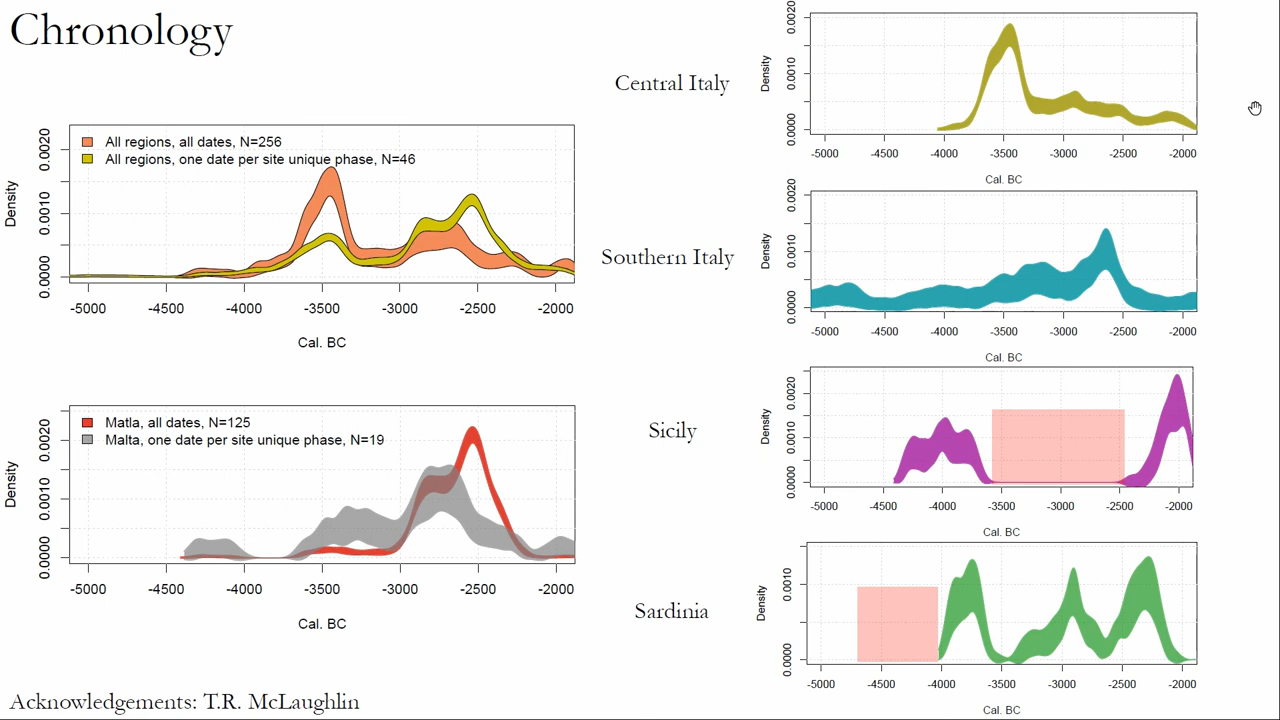 Chronology
All regions, all dates, N=256
All regions, one date per site unique phase, N=46
Density
0.0000 0.0010 0.0020
-5000 -4500 -4000 -3500 -3000 -2500 -2000
Cal. BC
Matla, all dates, N=125
Malta, one date per site unique phase, N=19
Density
0.0000 0.0010 0.0020
-5000 -4500 -4000 -3500 -3000 -2500 -2000
Cal. BC
Central Italy
Density
0.0000 0.0010 0.0020
-5000 -4500 -4000 -3500 -3000 -2500 -2000
Cal. BC
Southern Italy
Density
0.0000 0.0010 0.0020
-5000 -4500 -4000 -3500 -3000 -2500 -2000
Cal. BC
Sicily
Density
0.0000 0.0010 0.0020
-5000 -4500 -4000 -3500 -3000 -2500 -2000
Cal. BC
Sardinia
Density
0.0000 0.0010
-5000 -4500 -4000 -3500 -3000 -2500 -2000
Cal. BC
Acknowledgements: T.R. McLaughlin